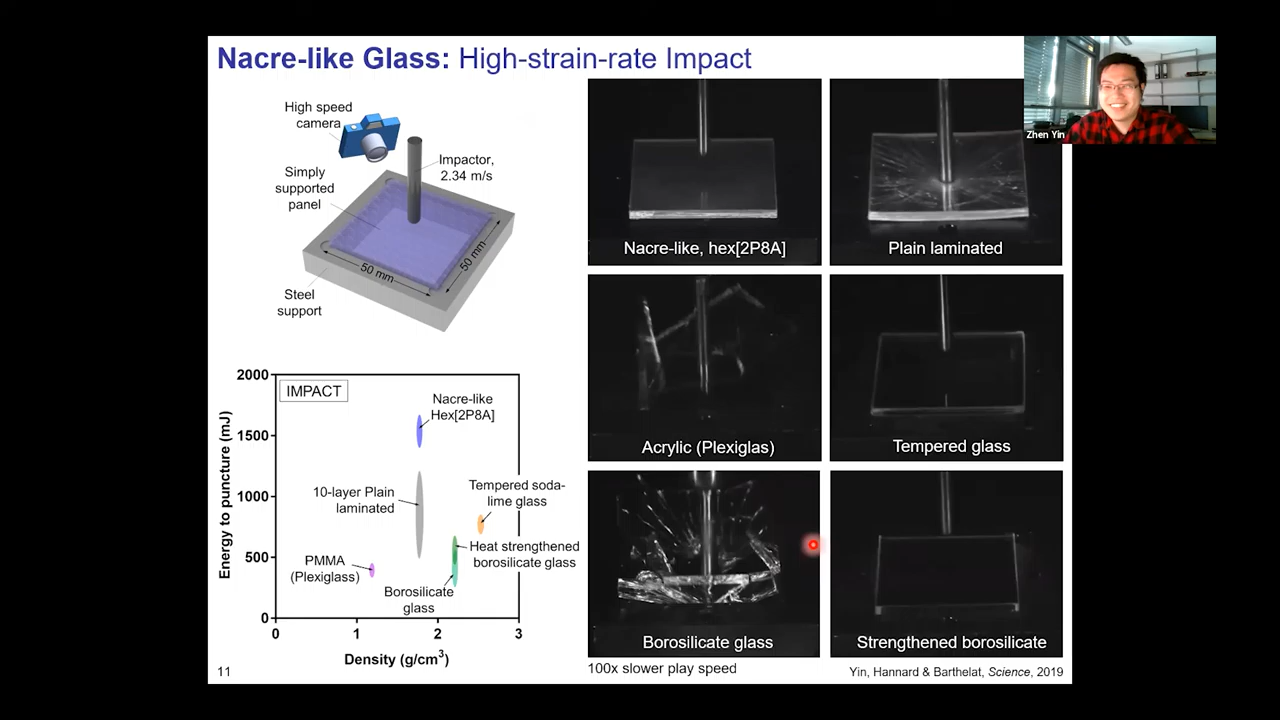 Nacre-like Glass: High-strain-rate Impact
Zhen Yin
High speed
camera
Impactor,
2.34 m/s
Simply
supported
panel
50 mm
50 mm
Steel
support
Nacre-like, hex[2P8A]
Plain laminated
Acrylic (Plexiglas)
Tempered glass
Borosilicate glass
Strengthened borosilicate
2000
1500
1000
500
0
0
1
2
3
Energy to puncture (mJ)
Density (g/cm³)
IMPACT
Nacre-like
Hex[2P8A]
10-layer Plain
laminated
Tempered soda-
lime glass
Heat strengthened
borosilicate glass
PMMA
(Plexiglass)
Borosilicate
glass
11
100x slower play speed
Yin, Hannard & Barthelat, Science, 2019